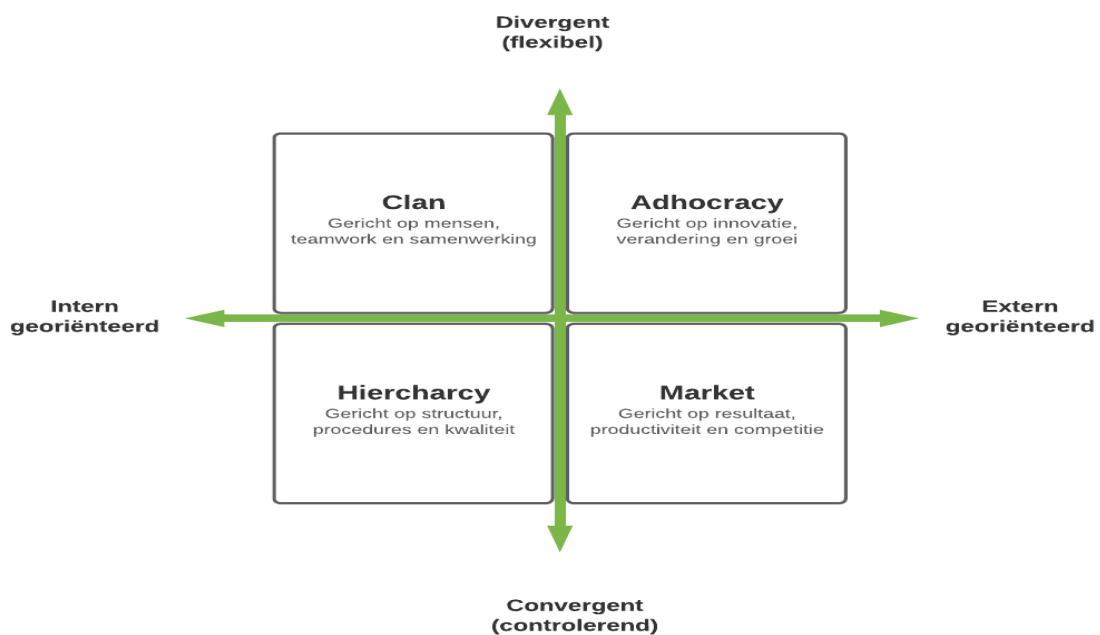 Divergent
(flexibel)
Clan
Gericht op mensen,
teamwork en samenwerking
Adhocracy
Gericht op innovatie,
verandering en groei
Intern
georiënteerd
Extern
georiënteerd
Hiercharcy
Gericht op structuur,
procedures en kwaliteit
Market
Gericht op resultaat,
productiviteit en competitie
Convergent
(controlerend)